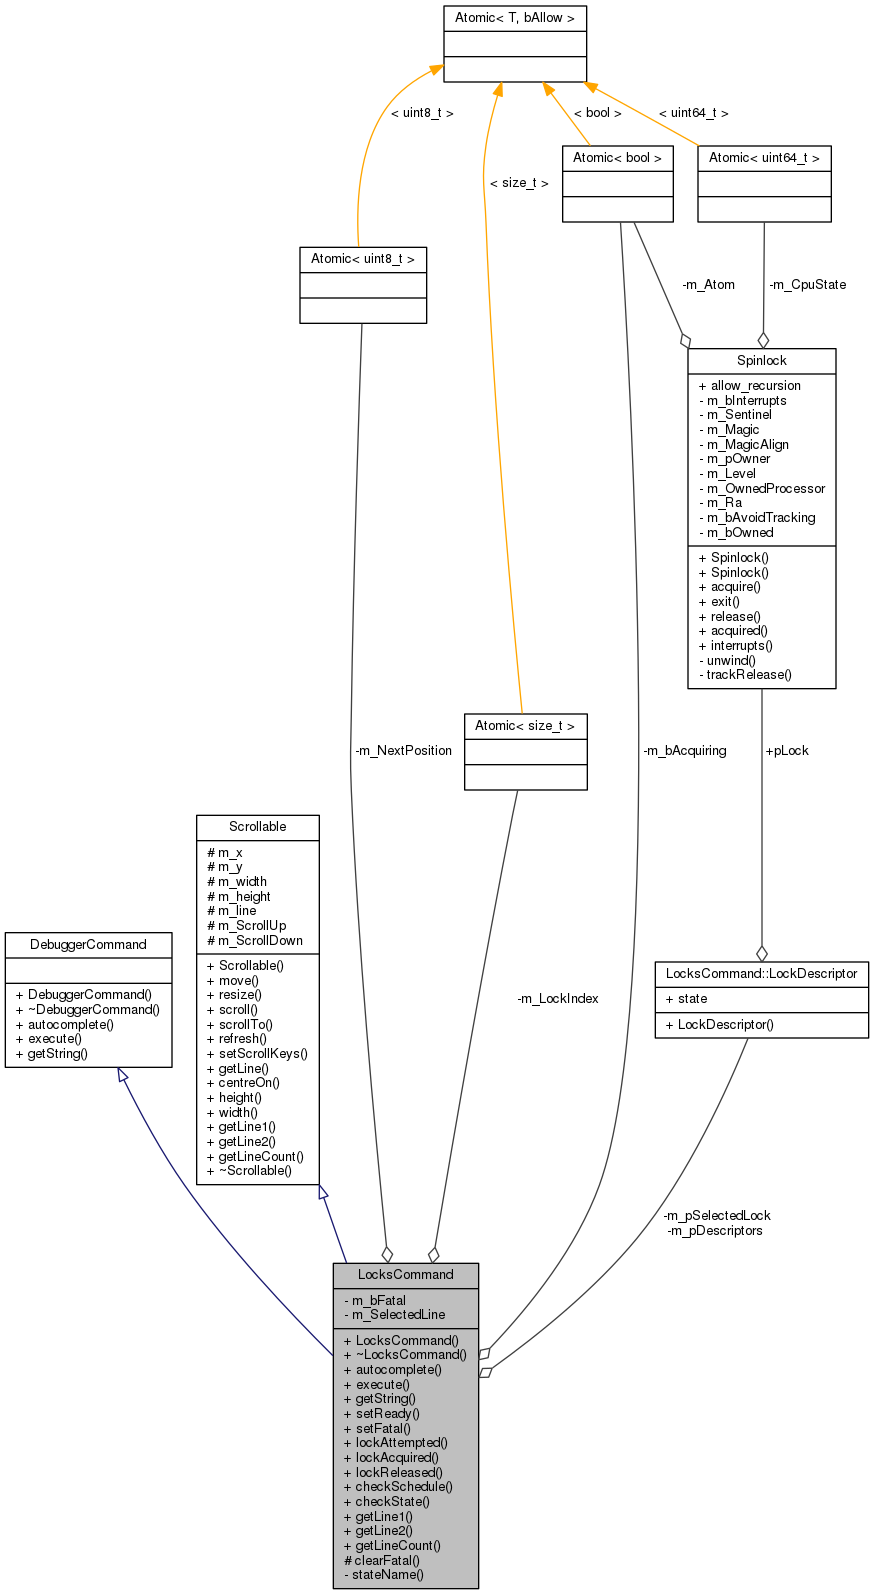 Atomic< T, bAllow >
< uint8_t >
< bool >
< uint64_t >
Atomic< bool >
Atomic< uint64_t >
< size_t >
Atomic< uint8_t >
-m_Atom
-m_CpuState
Spinlock
+ allow_recursion
- m_bInterrupts
- m_Sentinel
- m_Magic
- m_MagicAlign
- m_pOwner
- m_Level
- m_OwnedProcessor
- m_Ra
- m_bAvoidTracking
- m_bOwned
+ Spinlock()
+ Spinlock()
+ acquire()
+ exit()
+ release()
+ acquired()
+ interrupts()
- unwind()
- trackRelease()
Atomic< size_t >
-m_NextPosition
-m_bAcquiring
+pLock
Scrollable
# m_x
# m_y
# m_width
# m_height
# m_line
# m_ScrollUp
# m_ScrollDown
+ Scrollable()
+ move()
+ resize()
+ scroll()
+ scrollTo()
+ refresh()
+ setScrollKeys()
+ getLine()
+ centreOn()
+ height()
+ width()
+ getLine1()
+ getLine2()
+ getLineCount()
+ ~Scrollable()
DebuggerCommand
+ DebuggerCommand()
+ ~DebuggerCommand()
+ autocomplete()
+ execute()
+ getString()
-m_LockIndex
LocksCommand::LockDescriptor
+ state
+ LockDescriptor()
-m_pSelectedLock
-m_pDescriptors
LocksCommand
- m_bFatal
- m_SelectedLine
+ LocksCommand()
+ ~LocksCommand()
+ autocomplete()
+ execute()
+ getString()
+ setReady()
+ setFatal()
+ lockAttempted()
+ lockAcquired()
+ lockReleased()
+ checkSchedule()
+ checkState()
+ getLine1()
+ getLine2()
+ getLineCount()
# clearFatal()
- stateName()